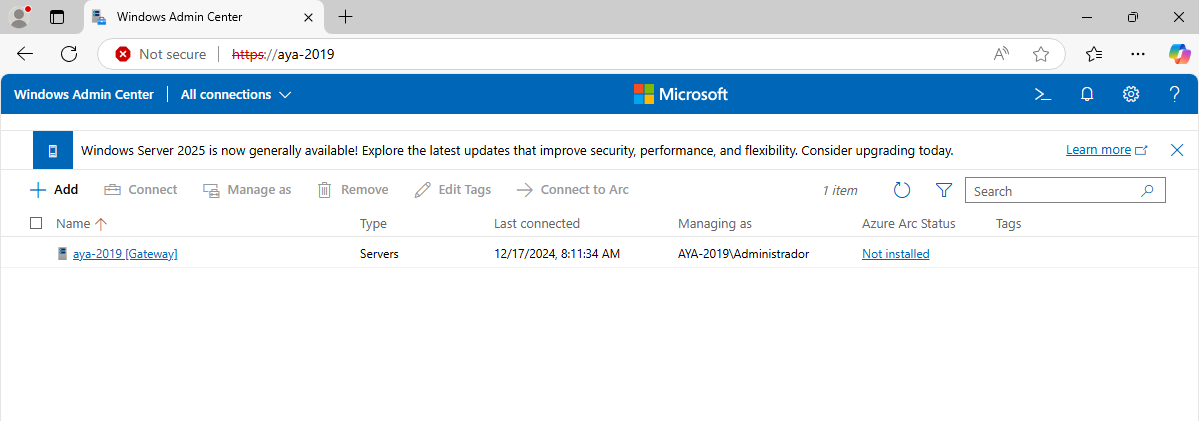 Windows Admin Center
Not secure https://aya-2019
Windows Admin Center All connections Microsoft >_ ?
Windows Server 2025 is now generally available! Explore the latest updates that improve security, performance, and flexibility. Consider upgrading today. Learn more
Add Connect Manage as Remove Edit Tags Connect to Arc 1 item Search
Name Type Last connected Managing as Azure Arc Status Tags
aya-2019 [Gateway] Servers 12/17/2024, 8:11:34 AM AYA-2019\Administrador Not installed